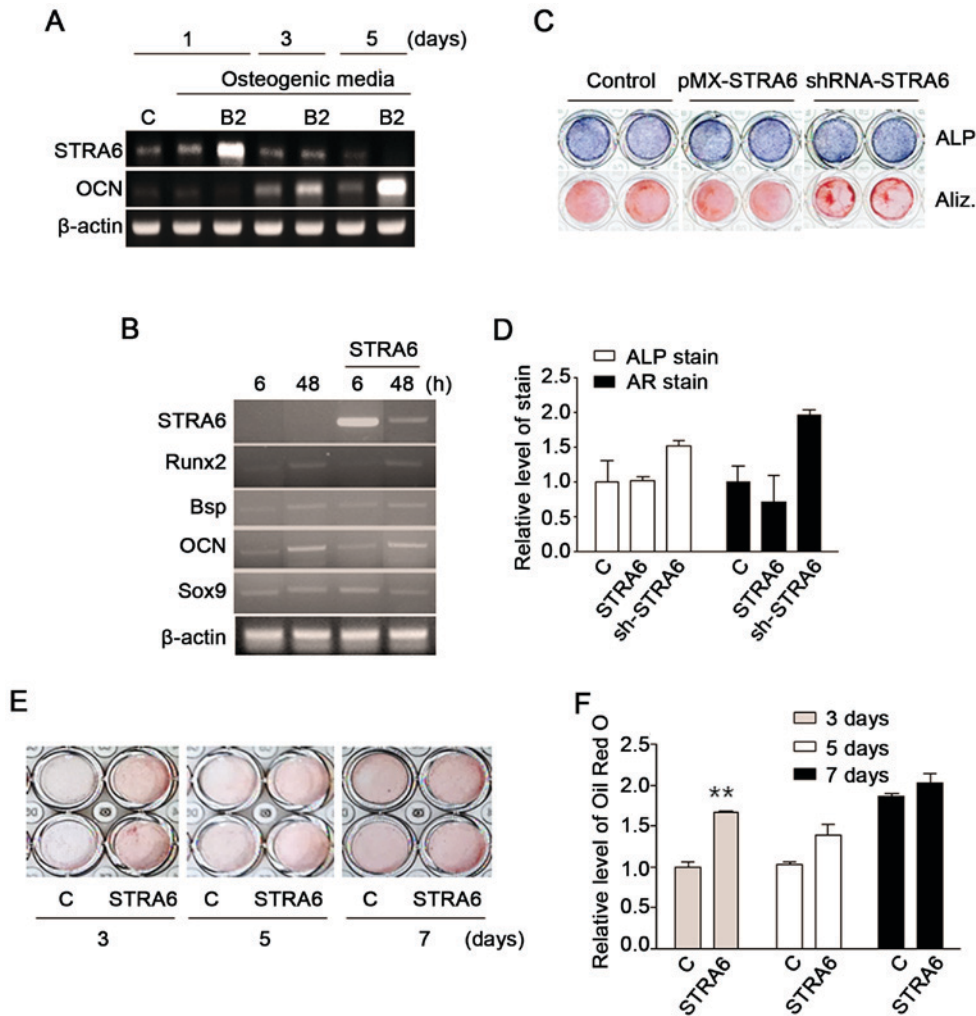 A
1 3 5 (days)
Osteogenic media
C B2 B2 B2
STRA6
OCN
β-actin
B
STRA6
6 48 6 48 (h)
STRA6
Runx2
Bsp
OCN
Sox9
β-actin
C
Control pMX-STRA6 shRNA-STRA6
ALP
Aliz.
D
ALP stain
AR stain
Relative level of stain
2.5
2.0
1.5
1.0
0.5
0.0
C STRA6 sh-STRA6 C STRA6 sh-STRA6
E
C STRA6 C STRA6 C STRA6
3 5 7 (days)
F
3 days
5 days
7 days
Relative level of Oil Red O
2.5
2.0
1.5
1.0
0.5
0.0
**
C STRA6 C STRA6 C STRA6